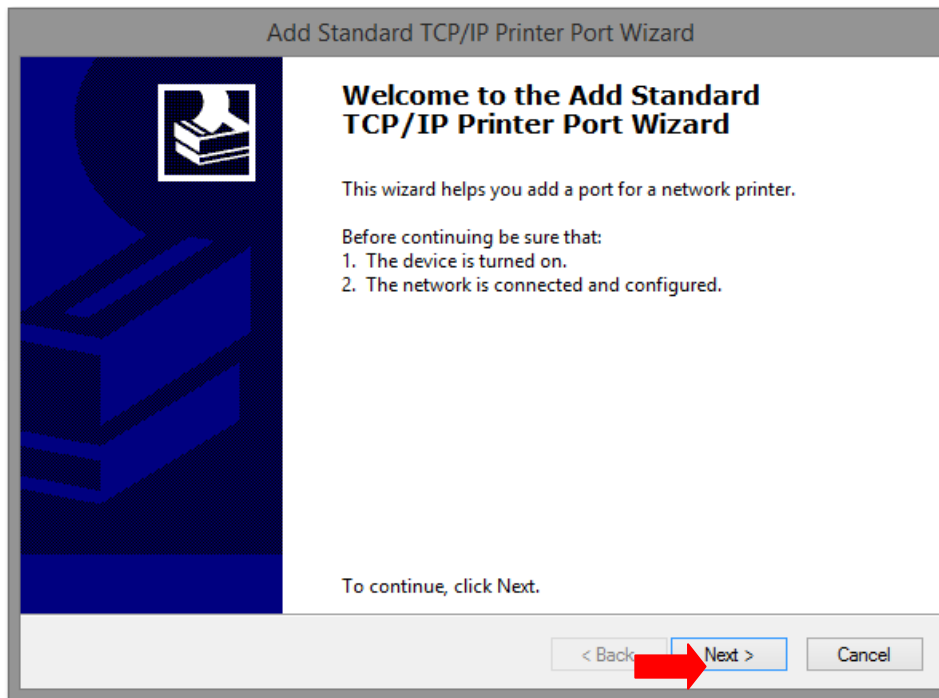 Add Standard TCP/IP Printer Port Wizard
Welcome to the Add Standard
TCP/IP Printer Port Wizard
This wizard helps you add a port for a network printer.
Before continuing be sure that:
1. The device is turned on.
2. The network is connected and configured.
To continue, click Next.
< Back Next > Cancel